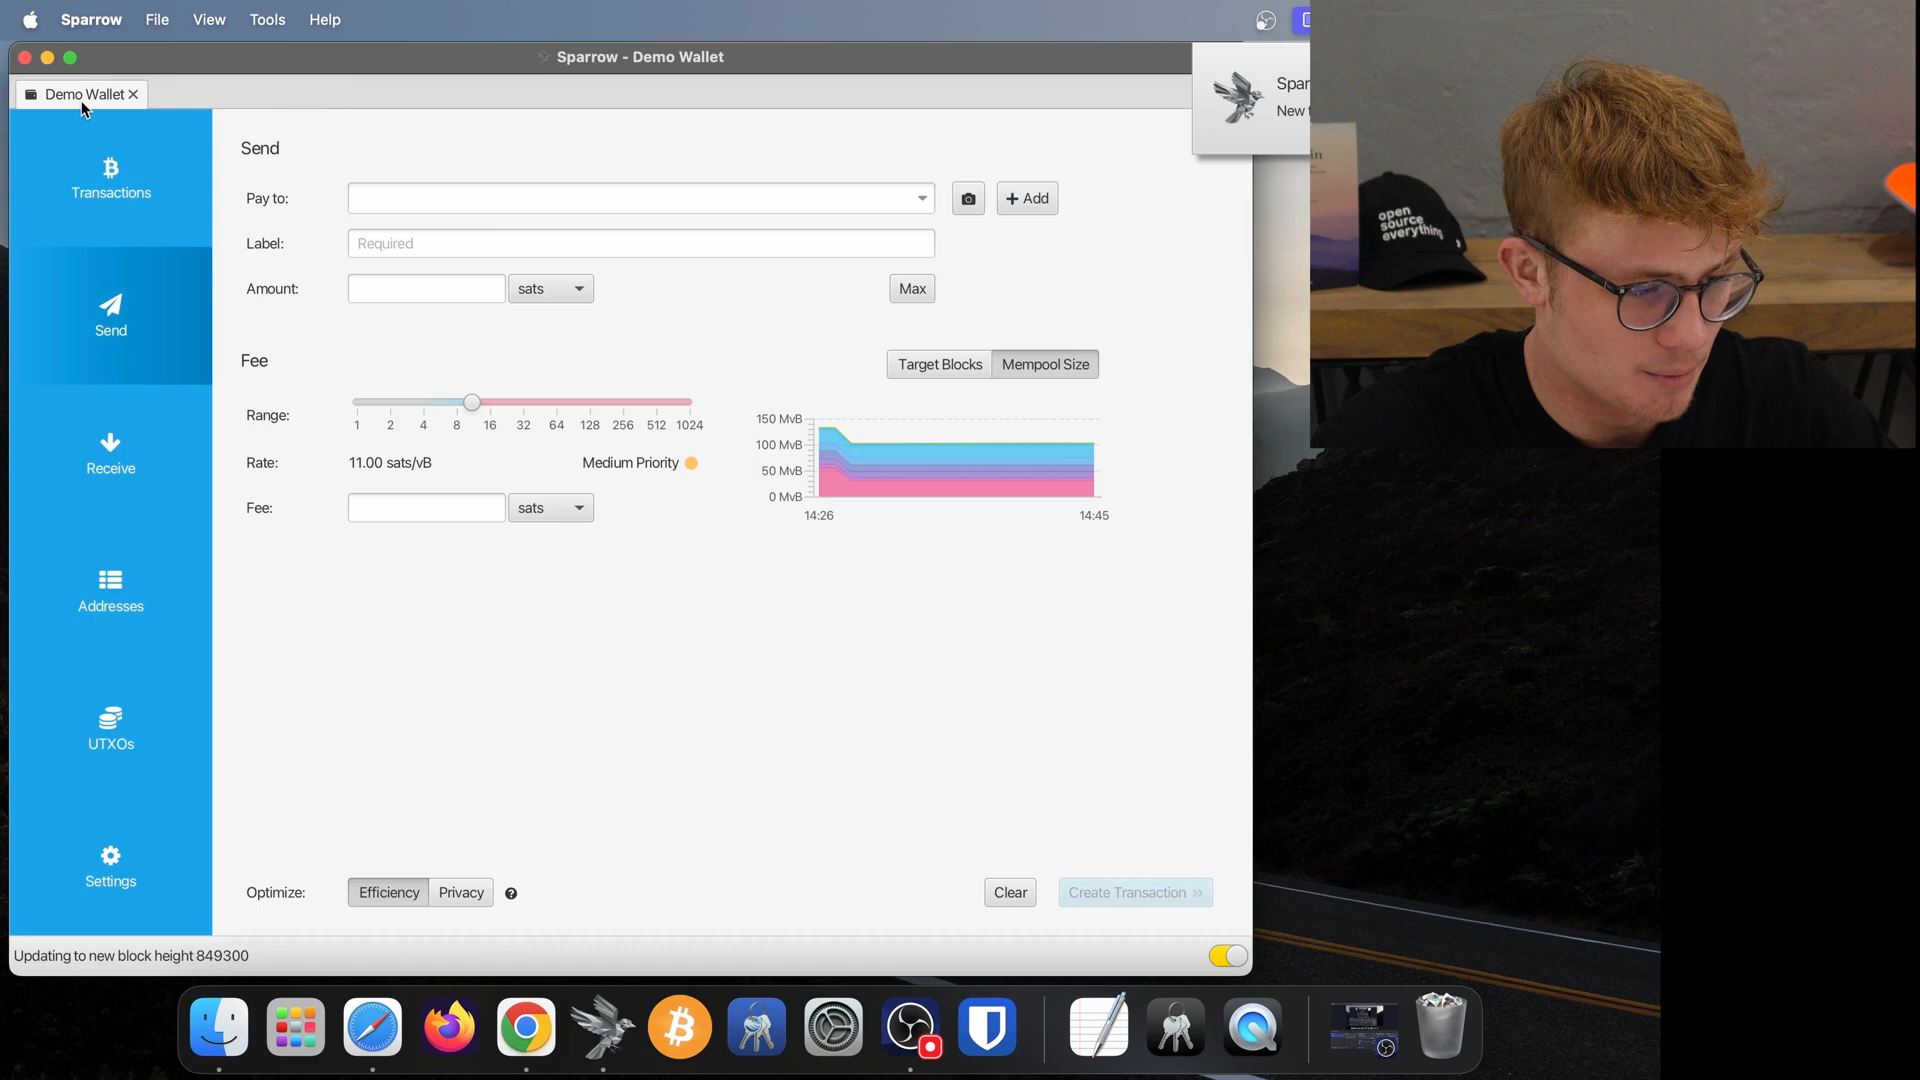 Sparrow File View Tools Help
Sparrow - Demo Wallet
Demo Wallet
Transactions
Send
Receive
Addresses
UTXOs
Settings
Send
Pay to:
Add
Label: Required
Amount: sats Max
Fee
Target Blocks Mempool Size
Range:
1 2 4 8 16 32 64 128 256 512 1024
Rate: 11.00 sats/vB Medium Priority
Fee: sats
150 MvB
100 MvB
50 MvB
0 MvB
14:26 14:45
Optimize: Efficiency Privacy
Clear Create Transaction >>
Updating to new block height 849300
New
open
source
everything